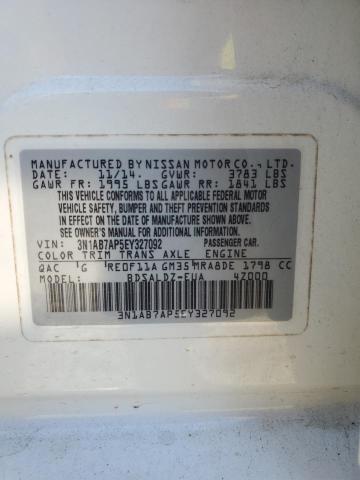 MANUFACTURED BY NISSAN MOTOR CO., LTD.
DATE: 11/14. GVWR: 3783 LBS
GAWR FR: 1995 LBS GAWR RR: 1841 LBS
THIS VEHICLE CONFORMS TO ALL APPLICABLE FEDERAL MOTOR
VEHICLE SAFETY, BUMPER, AND THEFT PREVENTION STANDARDS
IN EFFECT ON THE DATE OF MANUFACTURE SHOWN ABOVE.
SEE OWNER'S MANUAL FOR ADDITIONAL INFORMATION.
VIN: 3N1AB7AP5EY327092 PASSENGER CAR.
COLOR TRIM TRANS AXLE ENGINE
QAC G RE0F11A GM35 MRA8DE 1798 CC
MODEL: BDSALDZ-EUA 4Z000
3N1AB7AP5EY327092